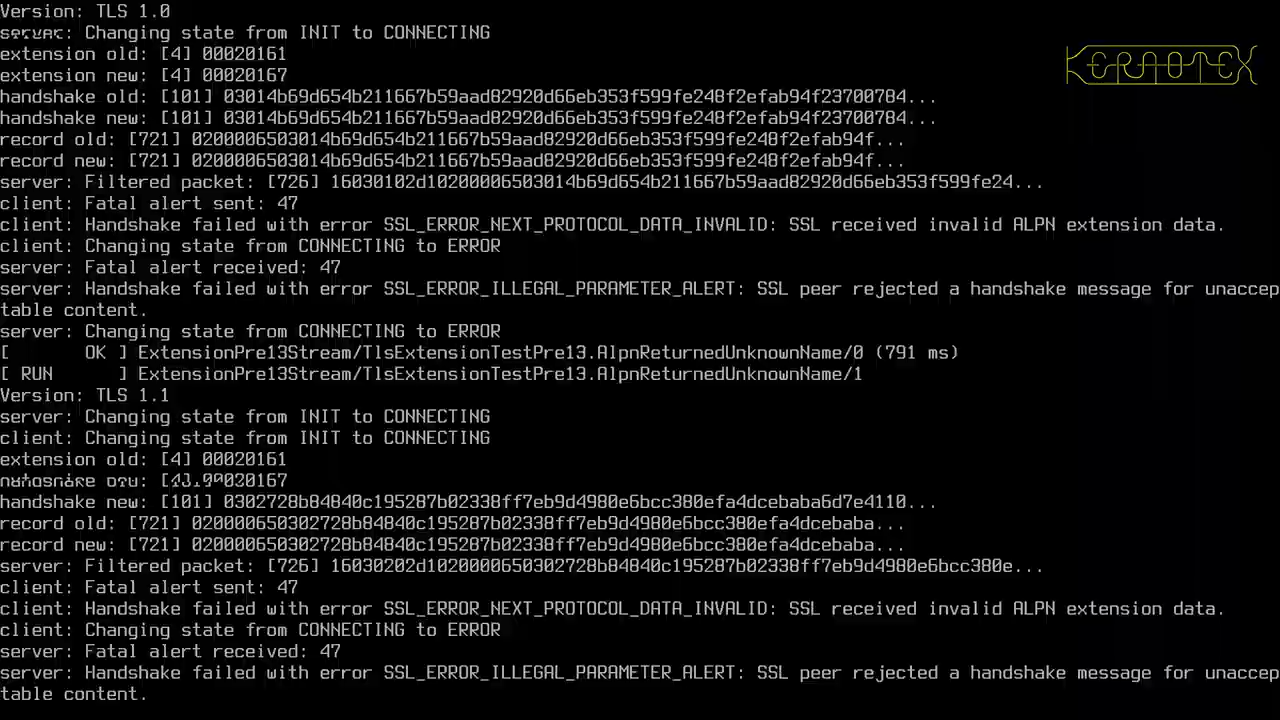 Version: TLS 1.0
server: Changing state from INIT to CONNECTING
extension old: [4] 00020161
extension new: [4] 00020167
handshake old: [101] 03014b69d654b211667b59aad82920d66eb353f599fe248f2efab94f23700784...
handshake new: [101] 03014b69d654b211667b59aad82920d66eb353f599fe248f2efab94f23700784...
record old: [721] 0200006503014b69d654b211667b59aad82920d66eb353f599fe248f2efab94f...
record new: [721] 0200006503014b69d654b211667b59aad82920d66eb353f599fe248f2efab94f...
server: Filtered packet: [726] 16030102d10200006503014b69d654b211667b59aad82920d66eb353f599fe24...
client: Fatal alert sent: 47
client: Handshake failed with error SSL_ERROR_NEXT_PROTOCOL_DATA_INVALID: SSL received invalid ALPN extension data.
client: Changing state from CONNECTING to ERROR
server: Fatal alert received: 47
server: Handshake failed with error SSL_ERROR_ILLEGAL_PARAMETER_ALERT: SSL peer rejected a handshake message for unaccep
table content.
server: Changing state from CONNECTING to ERROR
[       OK ] ExtensionPre13Stream/TlsExtensionTestPre13.AlpnReturnedUnknownName/0 (791 ms)
[ RUN      ] ExtensionPre13Stream/TlsExtensionTestPre13.AlpnReturnedUnknownName/1
Version: TLS 1.1
server: Changing state from INIT to CONNECTING
client: Changing state from INIT to CONNECTING
extension old: [4] 00020161
00020167
handshake new: [101] 0302728b84840c195287b02338ff7eb9d4980e6bcc380efa4dcebaba6d7e4110...
record old: [721] 020000650302728b84840c195287b02338ff7eb9d4980e6bcc380efa4dcebaba...
record new: [721] 020000650302728b84840c195287b02338ff7eb9d4980e6bcc380efa4dcebaba...
server: Filtered packet: [726] 16030202d1020000650302728b84840c195287b02338ff7eb9d4980e6bcc380e...
client: Fatal alert sent: 47
client: Handshake failed with error SSL_ERROR_NEXT_PROTOCOL_DATA_INVALID: SSL received invalid ALPN extension data.
client: Changing state from CONNECTING to ERROR
server: Fatal alert received: 47
server: Handshake failed with error SSL_ERROR_ILLEGAL_PARAMETER_ALERT: SSL peer rejected a handshake message for unaccep
table content.